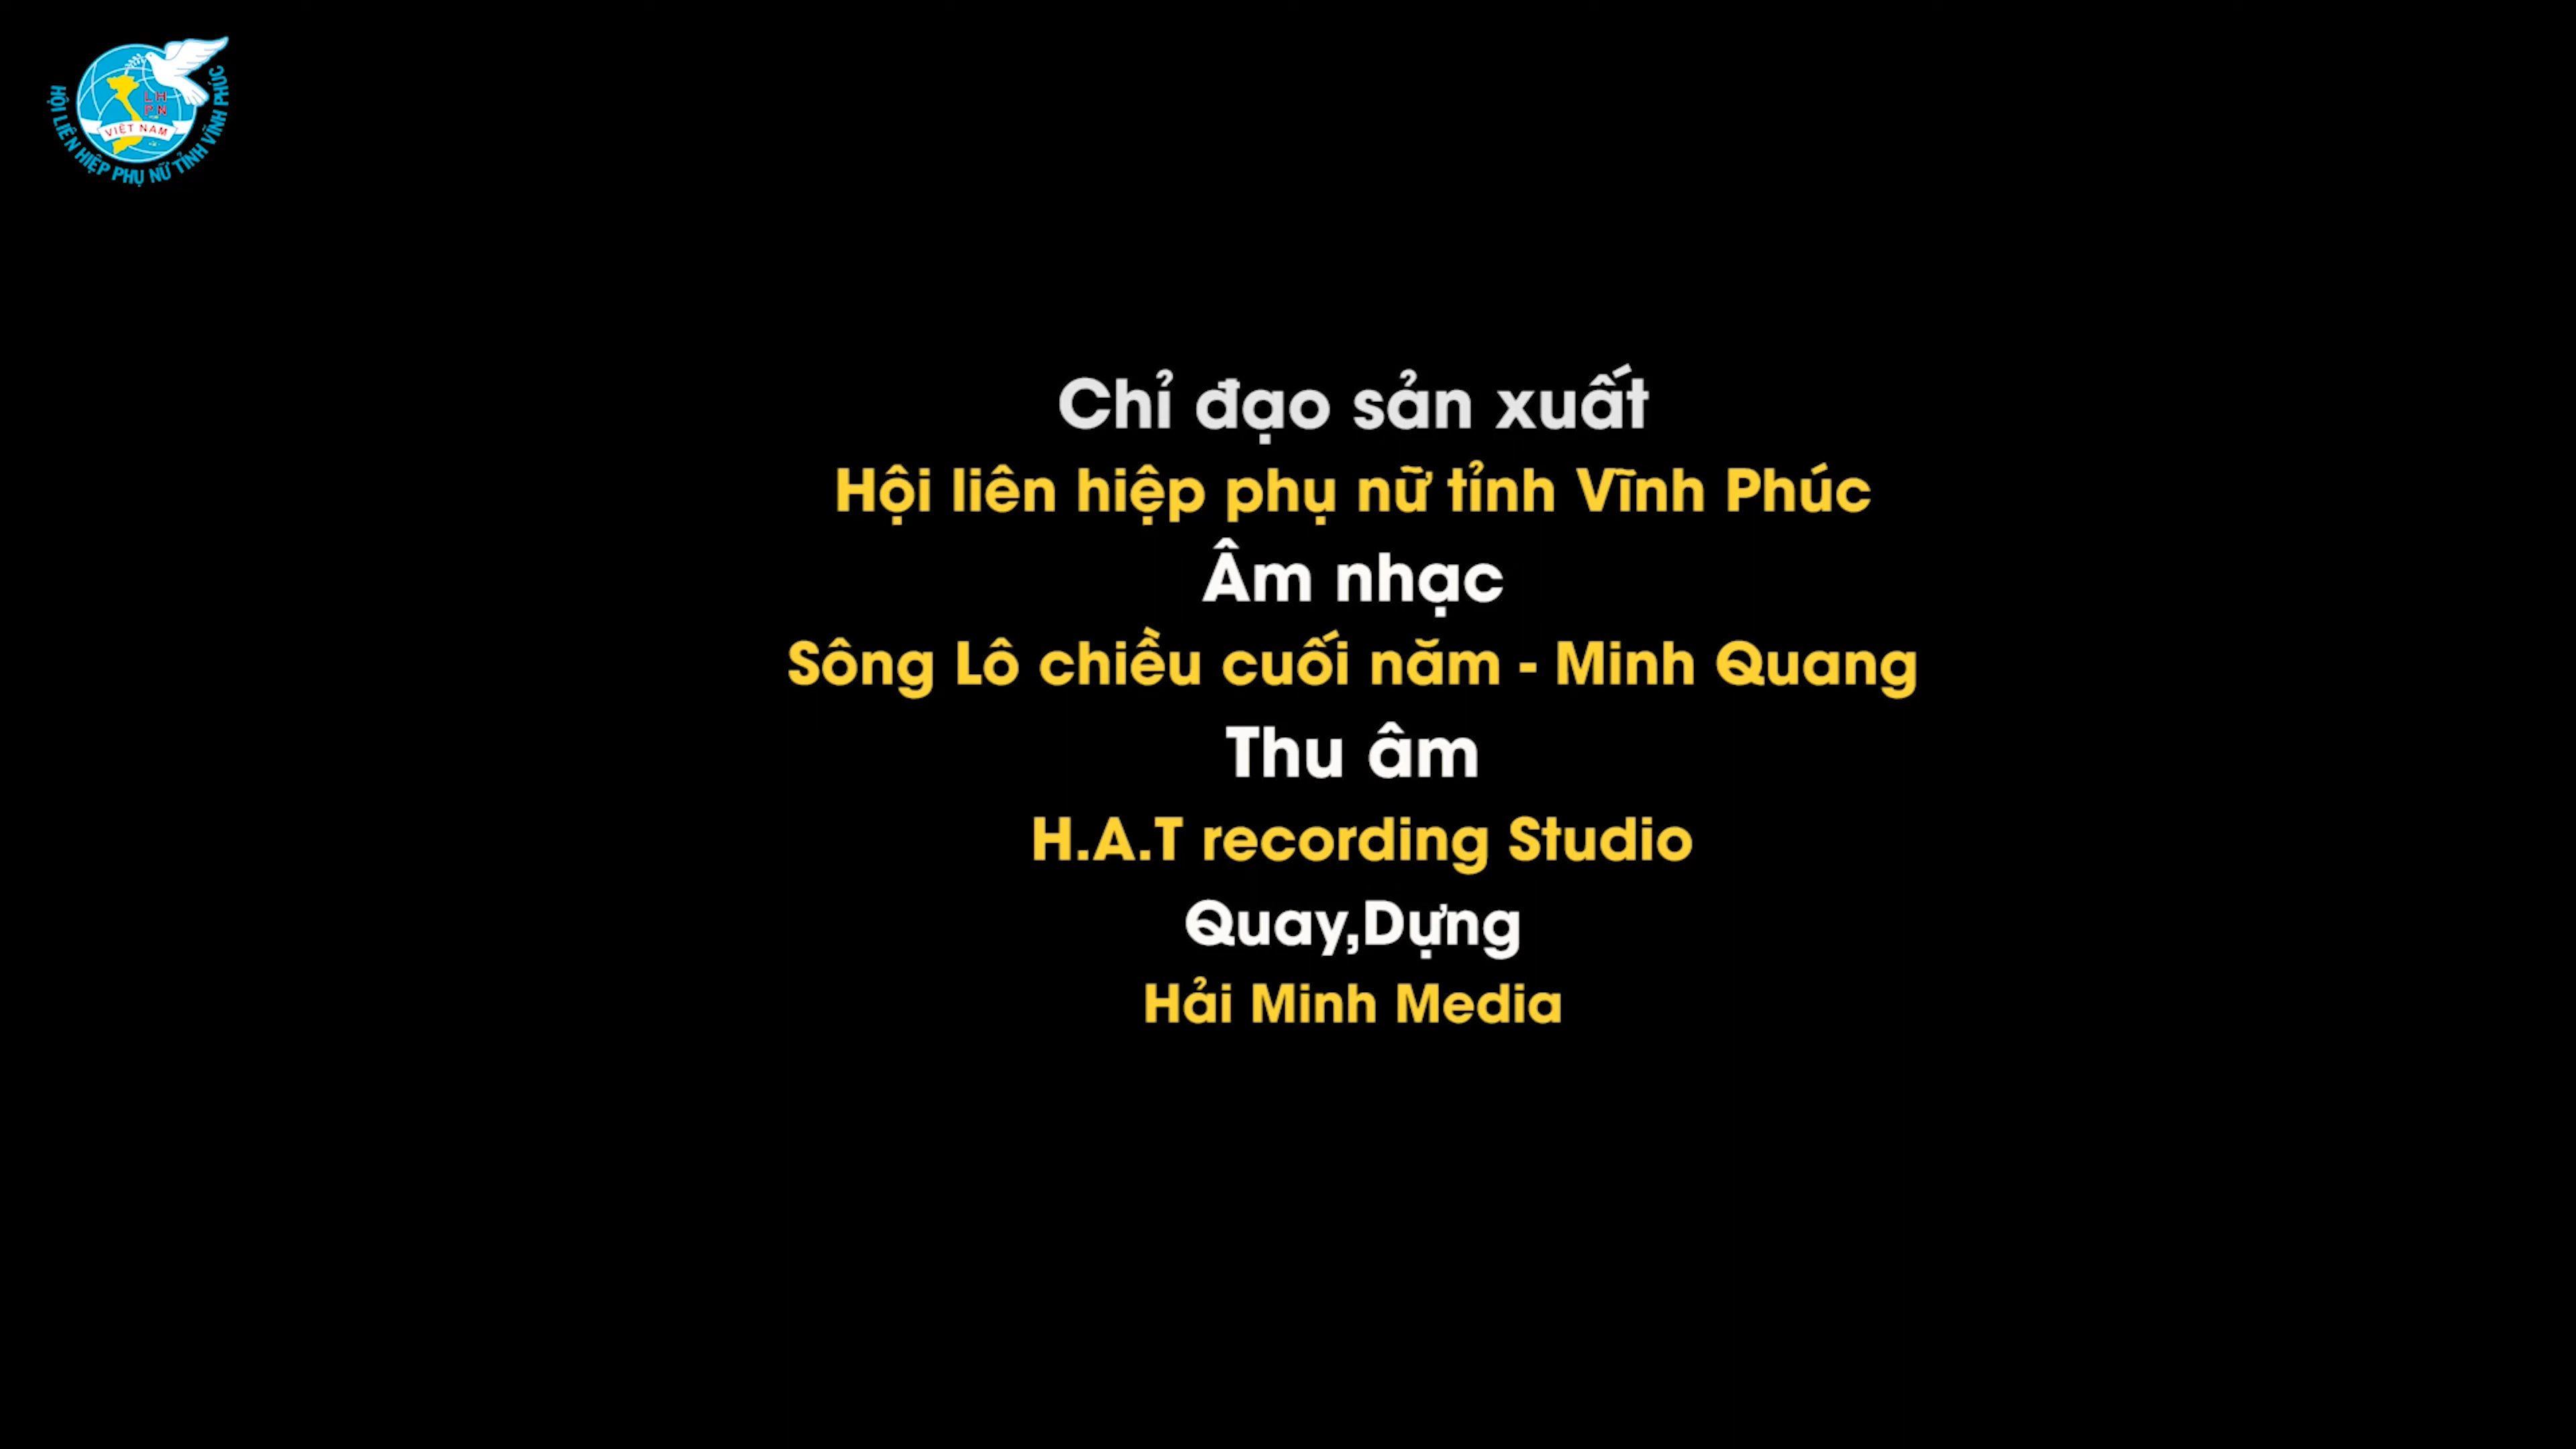 LH
PN
VIỆT NAM
HỘI LIÊN HIỆP PHỤ NỮ TỈNH VĨNH PHÚC
Chỉ đạo sản xuất
Hội liên hiệp phụ nữ tỉnh Vĩnh Phúc
Âm nhạc
Sông Lô chiều cuối năm - Minh Quang
Thu âm
H.A.T recording Studio
Quay,Dựng
Hải Minh Media